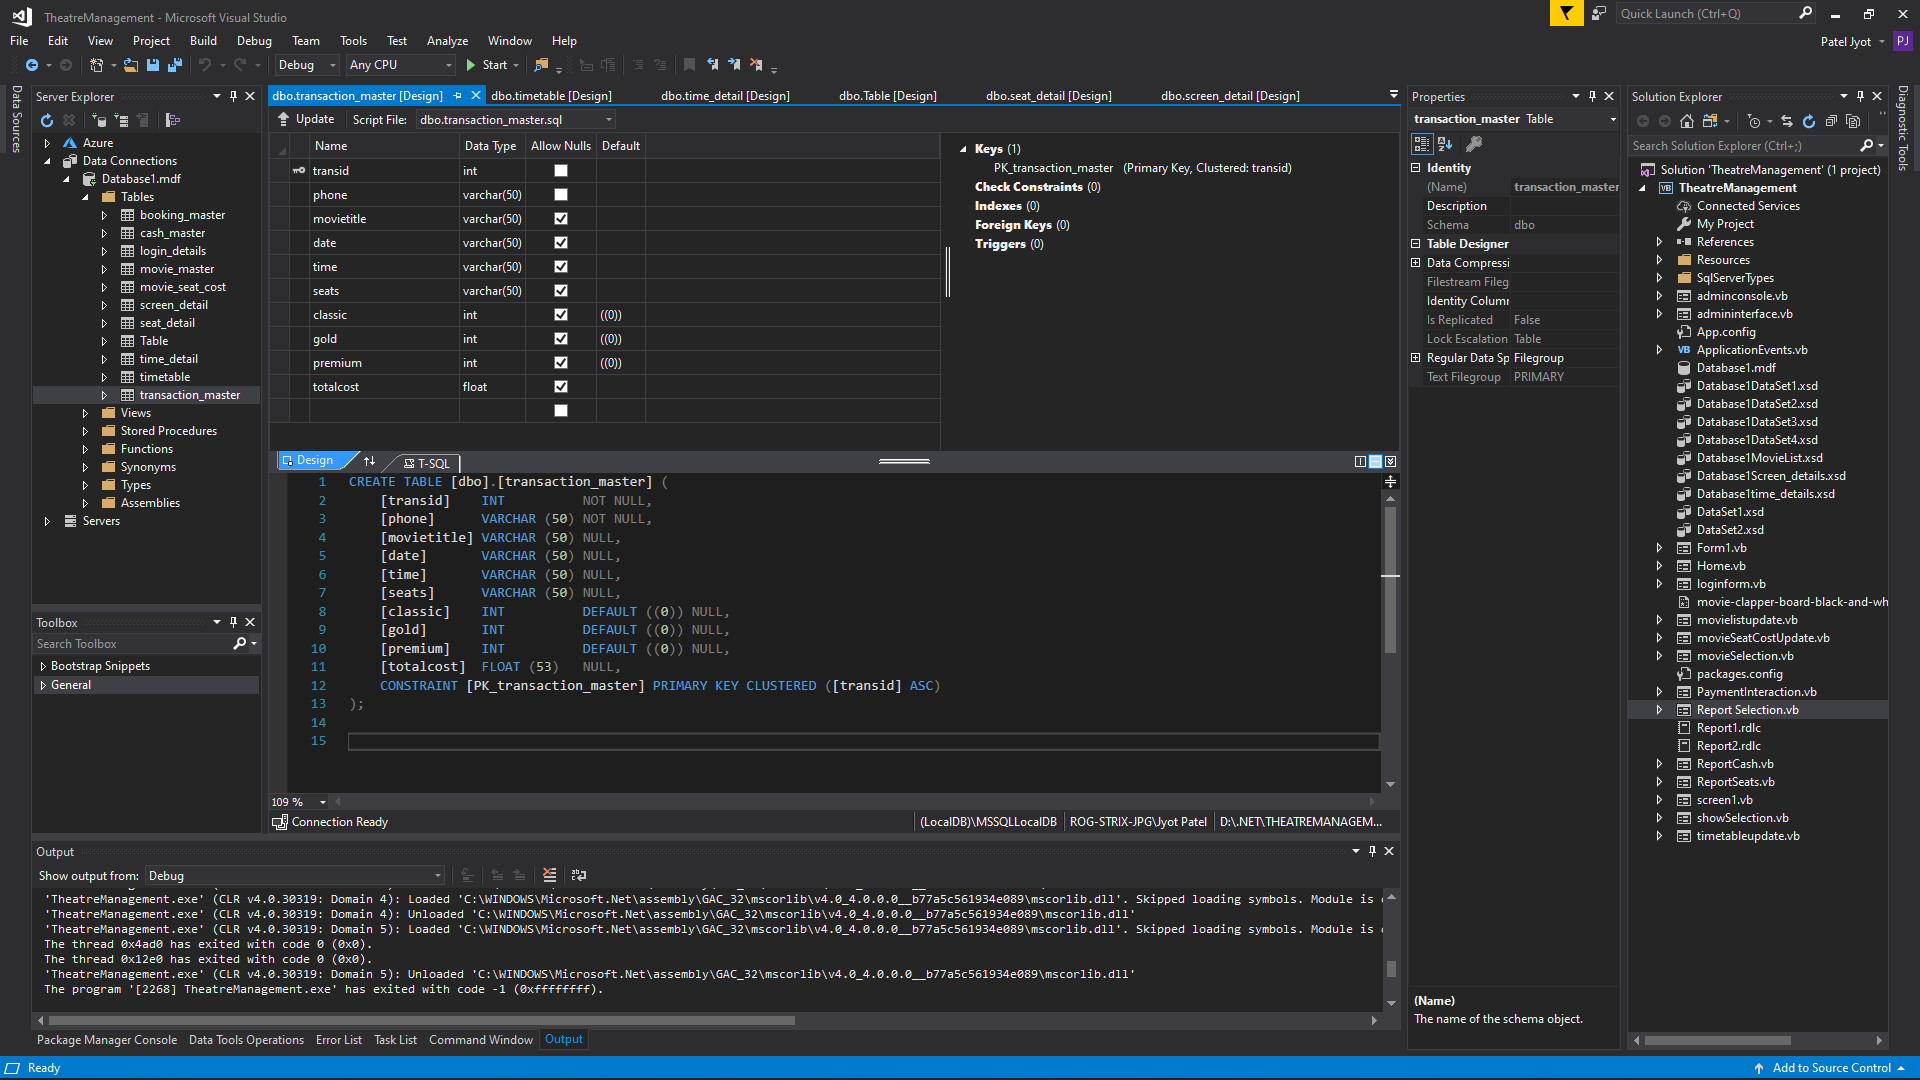 TheatreManagement - Microsoft Visual Studio
Quick Launch (Ctrl+Q)
File Edit View Project Build Debug Team Tools Test Analyze Window Help
Patel Jyot PJ
Debug Any CPU Start
Data Sources
Server Explorer
Azure
Data Connections
Database1.mdf
Tables
booking_master
cash_master
login_details
movie_master
movie_seat_cost
screen_detail
seat_detail
Table
time_detail
timetable
transaction_master
Views
Stored Procedures
Functions
Synonyms
Types
Assemblies
Servers
Toolbox
Search Toolbox
Bootstrap Snippets
General
dbo.transaction_master [Design] dbo.timetable [Design] dbo.time_detail [Design] dbo.Table [Design] dbo.seat_detail [Design] dbo.screen_detail [Design]
Update Script File: dbo.transaction_master.sql
Name Data Type Allow Nulls Default
transid int
phone varchar(50)
movietitle varchar(50)
date varchar(50)
time varchar(50)
seats varchar(50)
classic int ((0))
gold int ((0))
premium int ((0))
totalcost float
Keys (1)
PK_transaction_master (Primary Key, Clustered: transid)
Check Constraints (0)
Indexes (0)
Foreign Keys (0)
Triggers (0)
Design T-SQL
1 CREATE TABLE [dbo].[transaction_master] (
2 [transid] INT NOT NULL,
3 [phone] VARCHAR (50) NOT NULL,
4 [movietitle] VARCHAR (50) NULL,
5 [date] VARCHAR (50) NULL,
6 [time] VARCHAR (50) NULL,
7 [seats] VARCHAR (50) NULL,
8 [classic] INT DEFAULT ((0)) NULL,
9 [gold] INT DEFAULT ((0)) NULL,
10 [premium] INT DEFAULT ((0)) NULL,
11 [totalcost] FLOAT (53) NULL,
12 CONSTRAINT [PK_transaction_master] PRIMARY KEY CLUSTERED ([transid] ASC)
13 );
14
15
109 %
Connection Ready (LocalDB)\MSSQLLocalDB ROG-STRIX-JPG\Jyot Patel D:\.NET\THEATREMANAGEM...
Output
Show output from: Debug
'TheatreManagement.exe' (CLR v4.0.30319: Domain 4): Loaded 'C:\WINDOWS\Microsoft.Net\assembly\GAC_32\mscorlib\v4.0_4.0.0.0__b77a5c561934e089\mscorlib.dll'. Skipped loading symbols. Module is
'TheatreManagement.exe' (CLR v4.0.30319: Domain 4): Unloaded 'C:\WINDOWS\Microsoft.Net\assembly\GAC_32\mscorlib\v4.0_4.0.0.0__b77a5c561934e089\mscorlib.dll'
'TheatreManagement.exe' (CLR v4.0.30319: Domain 5): Loaded 'C:\WINDOWS\Microsoft.Net\assembly\GAC_32\mscorlib\v4.0_4.0.0.0__b77a5c561934e089\mscorlib.dll'. Skipped loading symbols. Module is
The thread 0x4ad0 has exited with code 0 (0x0).
The thread 0x12e0 has exited with code 0 (0x0).
'TheatreManagement.exe' (CLR v4.0.30319: Domain 5): Unloaded 'C:\WINDOWS\Microsoft.Net\assembly\GAC_32\mscorlib\v4.0_4.0.0.0__b77a5c561934e089\mscorlib.dll'
The program '[2268] TheatreManagement.exe' has exited with code -1 (0xffffffff).
Package Manager Console Data Tools Operations Error List Task List Command Window Output
Properties
transaction_master Table
Identity
(Name) transaction_master
Description
Schema dbo
Table Designer
Data Compressi
Filestream Fileg
Identity Column
Is Replicated False
Lock Escalation Table
Regular Data Sp Filegroup
Text Filegroup PRIMARY
(Name)
The name of the schema object.
Solution Explorer
Search Solution Explorer (Ctrl+;)
Solution 'TheatreManagement' (1 project)
TheatreManagement
Connected Services
My Project
References
Resources
SqlServerTypes
adminconsole.vb
admininterface.vb
App.config
ApplicationEvents.vb
Database1.mdf
Database1DataSet1.xsd
Database1DataSet2.xsd
Database1DataSet3.xsd
Database1DataSet4.xsd
Database1MovieList.xsd
Database1Screen_details.xsd
Database1time_details.xsd
DataSet1.xsd
DataSet2.xsd
Form1.vb
Home.vb
loginform.vb
movie-clapper-board-black-and-wh
movielistupdate.vb
movieSeatCostUpdate.vb
movieSelection.vb
packages.config
PaymentInteraction.vb
Report Selection.vb
Report1.rdlc
Report2.rdlc
ReportCash.vb
ReportSeats.vb
screen1.vb
showSelection.vb
timetableupdate.vb
Diagnostic Tools
Ready
Add to Source Control